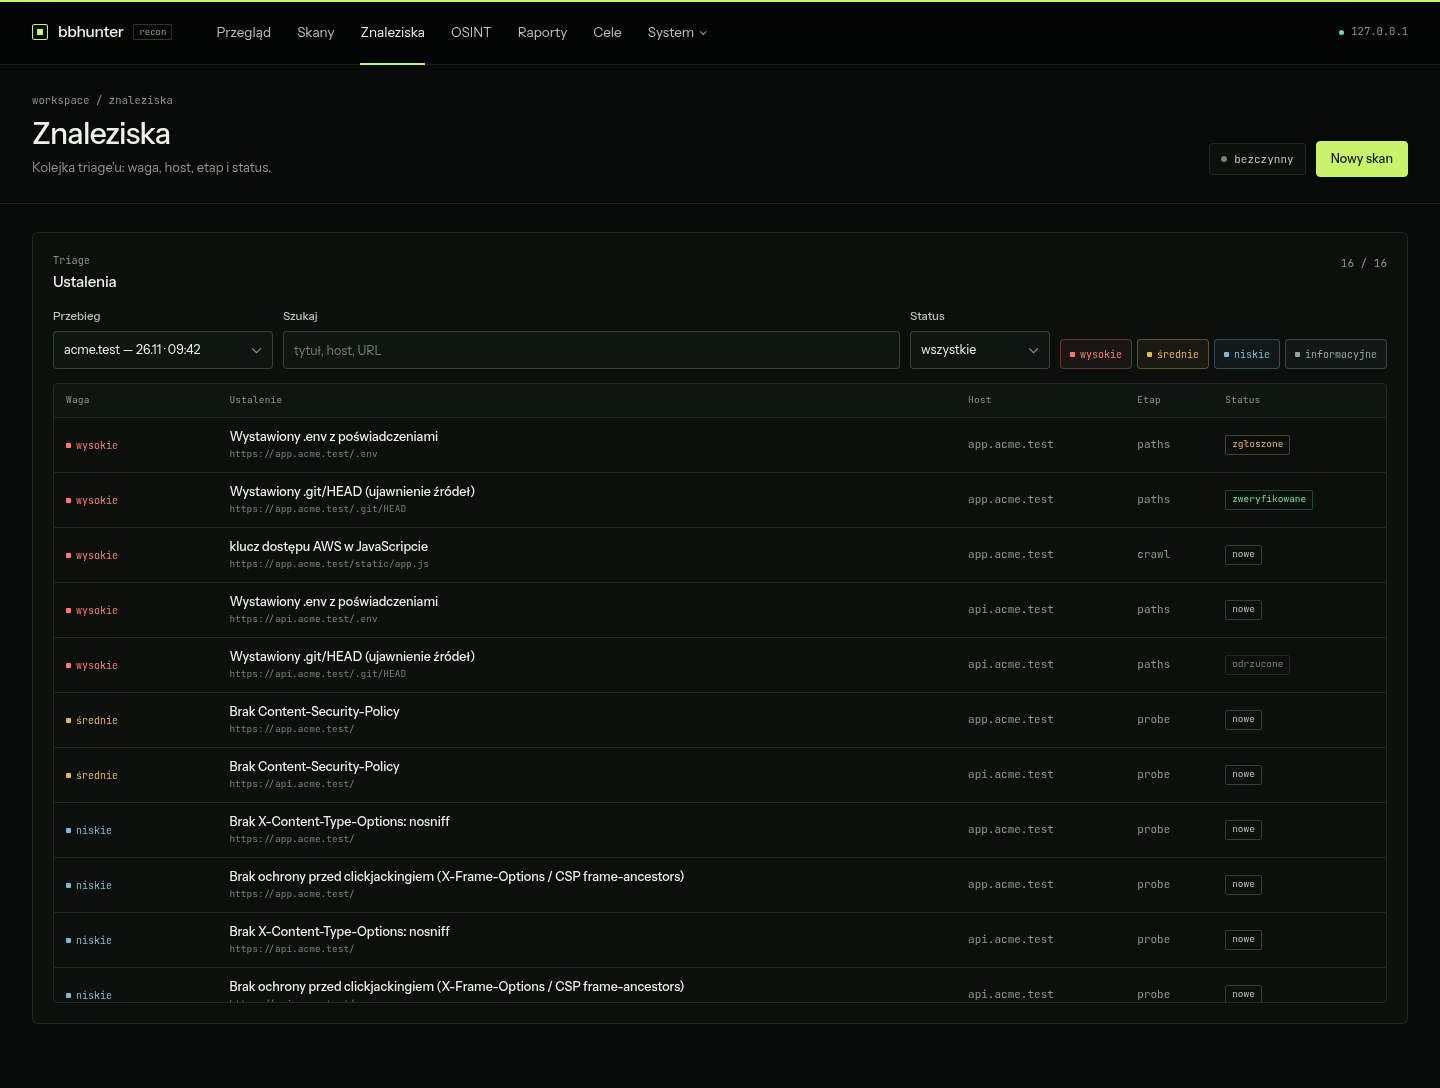 bbhunter recon Przegląd Skany Znaleziska OSINT Raporty Cele System 127.0.0.1
workspace / znaleziska
Znaleziska
Kolejka triage'u: waga, host, etap i status.
bezczynny Nowy skan
Triage
16 / 16
Ustalenia
Przebieg Szukaj Status
acme.test — 26.11 · 09:42 tytuł, host, URL wszystkie wysokie średnie niskie informacyjne
Waga Ustalenie Host Etap Status
wysokie Wystawiony .env z poświadczeniami app.acme.test paths zgłoszone
https://app.acme.test/.env
wysokie Wystawiony .git/HEAD (ujawnienie źródeł) app.acme.test paths zweryfikowane
https://app.acme.test/.git/HEAD
wysokie klucz dostępu AWS w JavaScripcie app.acme.test crawl nowe
https://app.acme.test/static/app.js
wysokie Wystawiony .env z poświadczeniami api.acme.test paths nowe
https://api.acme.test/.env
wysokie Wystawiony .git/HEAD (ujawnienie źródeł) api.acme.test paths odrzucone
https://api.acme.test/.git/HEAD
średnie Brak Content-Security-Policy app.acme.test probe nowe
https://app.acme.test/
średnie Brak Content-Security-Policy api.acme.test probe nowe
https://api.acme.test/
niskie Brak X-Content-Type-Options: nosniff app.acme.test probe nowe
https://app.acme.test/
niskie Brak ochrony przed clickjackingiem (X-Frame-Options / CSP frame-ancestors) app.acme.test probe nowe
https://app.acme.test/
niskie Brak X-Content-Type-Options: nosniff api.acme.test probe nowe
https://api.acme.test/
niskie Brak ochrony przed clickjackingiem (X-Frame-Options / CSP frame-ancestors) api.acme.test probe nowe